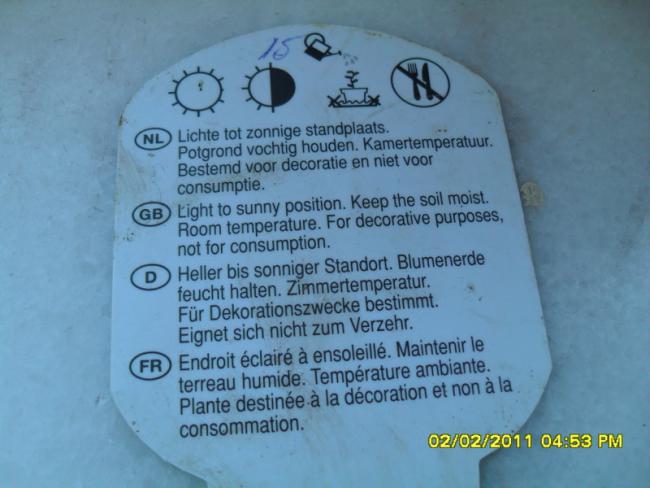 15
NL Lichte tot zonnige standplaats.
Potgrond vochtig houden. Kamertemperatuur.
Bestemd voor decoratie en niet voor
consumptie.
GB Light to sunny position. Keep the soil moist.
Room temperature. For decorative purposes,
not for consumption.
D Heller bis sonniger Standort. Blumenerde
feucht halten. Zimmertemperatur.
Für Dekorationszwecke bestimmt.
Eignet sich nicht zum Verzehr.
FR Endroit éclairé à ensoleillé. Maintenir le
terreau humide. Température ambiante.
Plante destinée à la décoration et non à la
consommation.
02/02/2011 04:53 PM